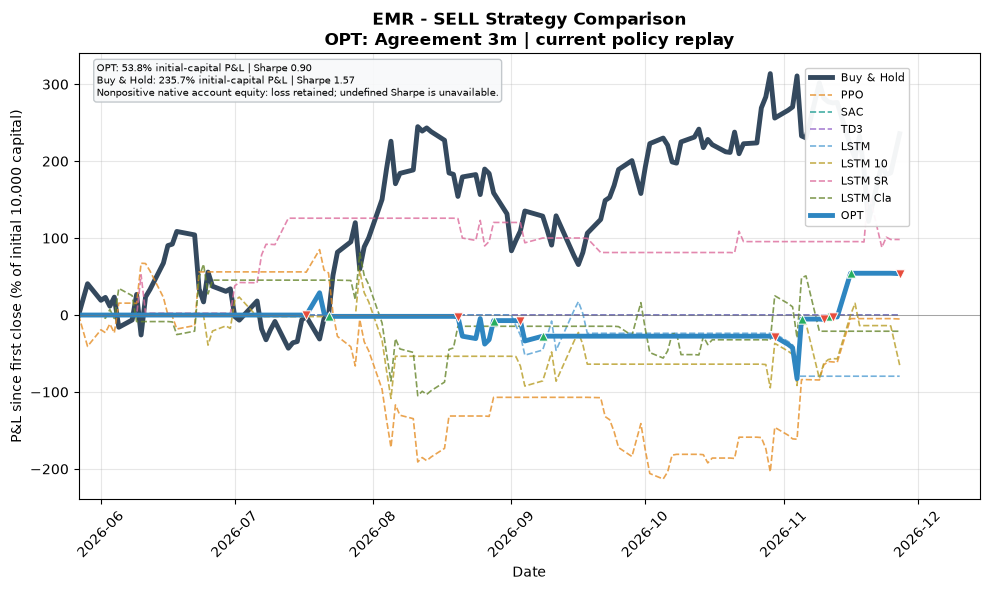 EMR - SELL Strategy Comparison
OPT: Agreement 3m | current policy replay
OPT: 53.8% initial-capital P&L | Sharpe 0.90
Buy & Hold: 235.7% initial-capital P&L | Sharpe 1.57
Nonpositive native account equity: loss retained; undefined Sharpe is unavailable.
Buy & Hold
PPO
SAC
TD3
LSTM
LSTM 10
LSTM SR
LSTM Cla
OPT
P&L since first close (% of initial 10,000 capital)
300
200
100
0
−100
−200
2026-06
2026-07
2026-08
2026-09
2026-10
2026-11
2026-12
Date